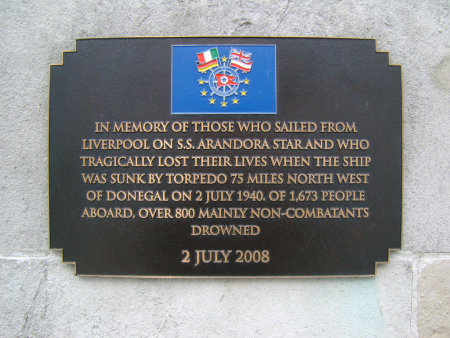 IN MEMORY OF THOSE WHO SAILED FROM
LIVERPOOL ON S.S. ARANDORA STAR AND WHO
TRAGICALLY LOST THEIR LIVES WHEN THE SHIP
WAS SUNK BY TORPEDO 75 MILES NORTH WEST
OF DONEGAL ON 2 JULY 1940. OF 1,673 PEOPLE
ABOARD, OVER 800 MAINLY NON-COMBATANTS
DROWNED
2 JULY 2008